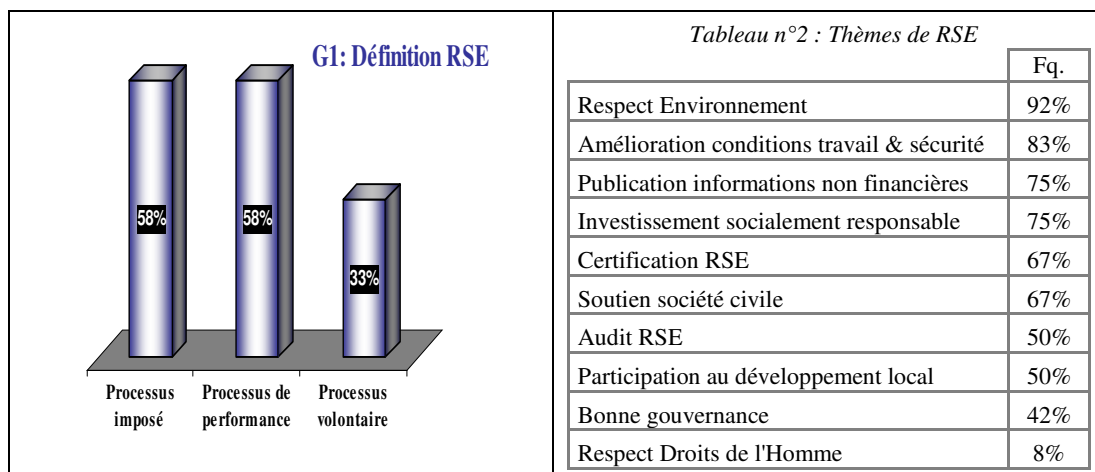 G1: Définition RSE
58%
58%
33%
Processus imposé
Processus de performance
Processus volontaire
Tableau n°2 : Thèmes de RSE
Fq.
Respect Environnement 92%
Amélioration conditions travail & sécurité 83%
Publication informations non financières 75%
Investissement socialement responsable 75%
Certification RSE 67%
Soutien société civile 67%
Audit RSE 50%
Participation au développement local 50%
Bonne gouvernance 42%
Respect Droits de l'Homme 8%